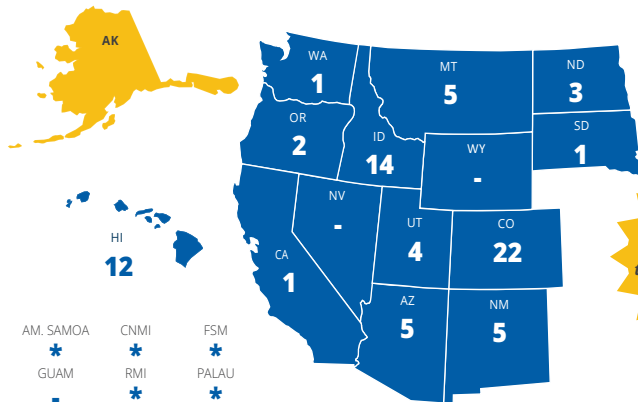 AK
WA
1
MT
5
ND
3
OR
2
ID
14
SD
1
WY
-
NV
-
HI
12
UT
4
CO
22
CA
1
AZ
5
NM
5
AM. SAMOA CNMI FSM
* * *
GUAM RMI PALAU
- * *